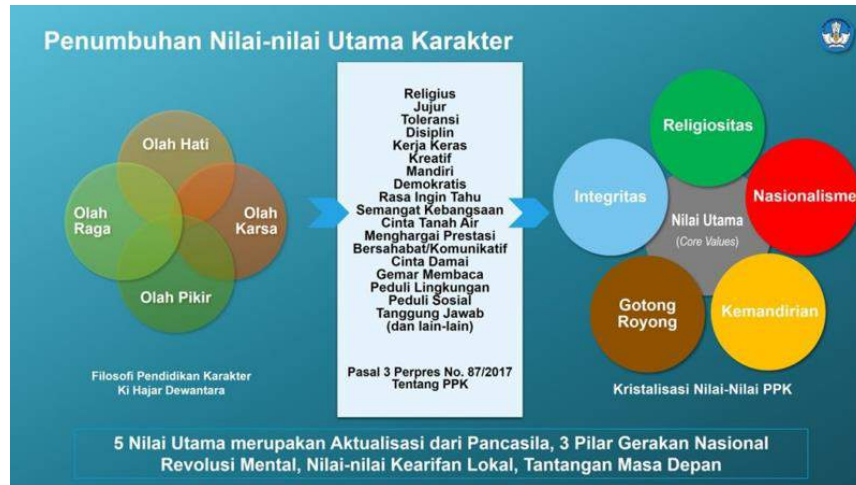 Penumbuhan Nilai-nilai Utama Karakter
Olah Hati
Olah
Raga
Olah
Karsa
Olah Pikir
Filosofi Pendidikan Karakter
Ki Hajar Dewantara
Religius
Jujur
Toleransi
Disiplin
Kerja Keras
Kreatif
Mandiri
Demokratis
Rasa Ingin Tahu
Semangat Kebangsaan
Cinta Tanah Air
Menghargai Prestasi
Bersahabat/Komunikatif
Cinta Damai
Gemar Membaca
Peduli Lingkungan
Peduli Sosial
Tanggung Jawab
(dan lain-lain)
Pasal 3 Perpres No. 87/2017
Tentang PPK
Religiositas
Integritas
Nasionalisme
Nilai Utama
(Core Values)
Gotong
Royong
Kemandirian
Kristalisasi Nilai-Nilai PPK
5 Nilai Utama merupakan Aktualisasi dari Pancasila, 3 Pilar Gerakan Nasional
Revolusi Mental, Nilai-nilai Kearifan Lokal, Tantangan Masa Depan